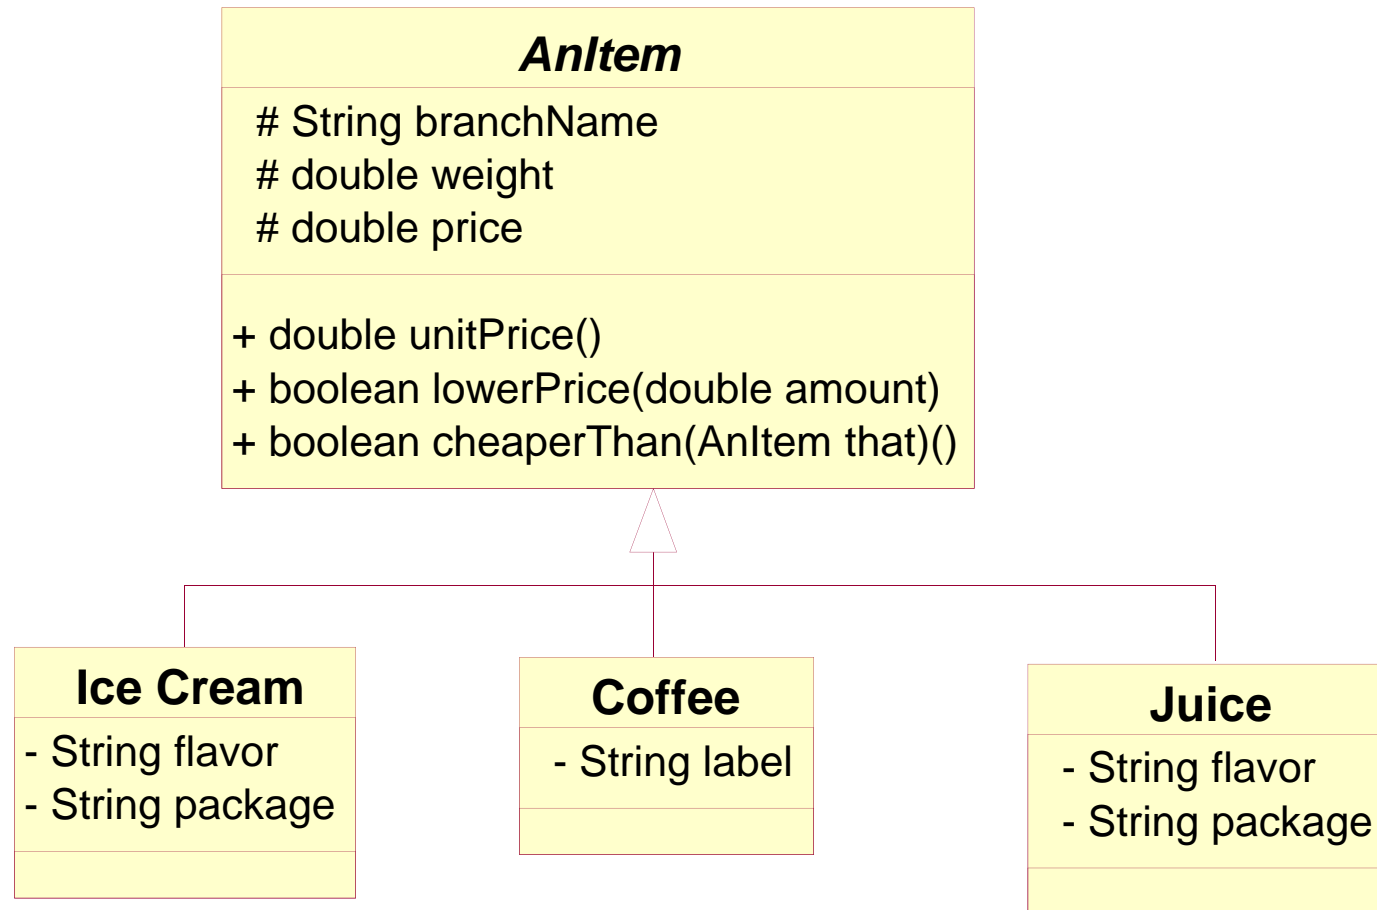 AnItem
# String branchName
# double weight
# double price
+ double unitPrice()
+ boolean lowerPrice(double amount)
+ boolean cheaperThan(AnItem that)()
Ice Cream
- String flavor
- String package
Coffee
- String label
Juice
- String flavor
- String package